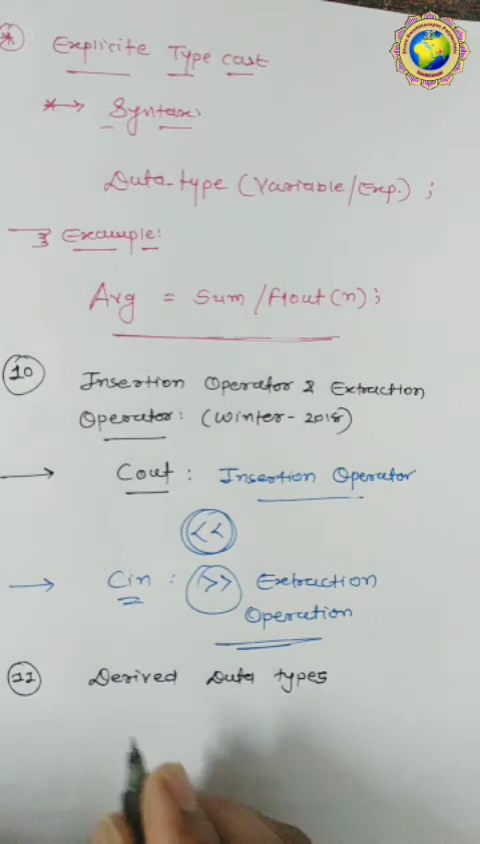 * Explicite Type cast
*→ Syntax:
Data-type (Variable/Exp.) ;
Example:
Avg = Sum/float(n);
10 Insertion Operator & Extraction
Operator: (Winter-2018)
→ Cout : Insertion Operator
<<
→ Cin : >> Extraction
Operation
11 Derived Data types